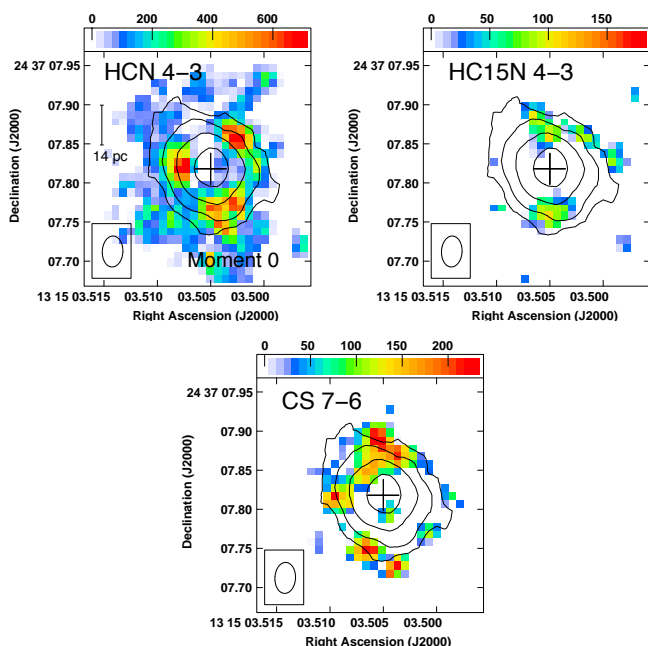 0 200 400 600
HCN 4−3
24 37 07.95
07.90
07.85
07.80
07.75
07.70
Declination (J2000)
14 pc
Moment 0
13 15 03.515 03.510 03.505 03.500
Right Ascension (J2000)
0 50 100 150
HC15N 4−3
24 37 07.95
07.90
07.85
07.80
07.75
07.70
Declination (J2000)
13 15 03.515 03.510 03.505 03.500
Right Ascension (J2000)
0 50 100 150 200
CS 7−6
24 37 07.95
07.90
07.85
07.80
07.75
07.70
Declination (J2000)
13 15 03.515 03.510 03.505 03.500
Right Ascension (J2000)